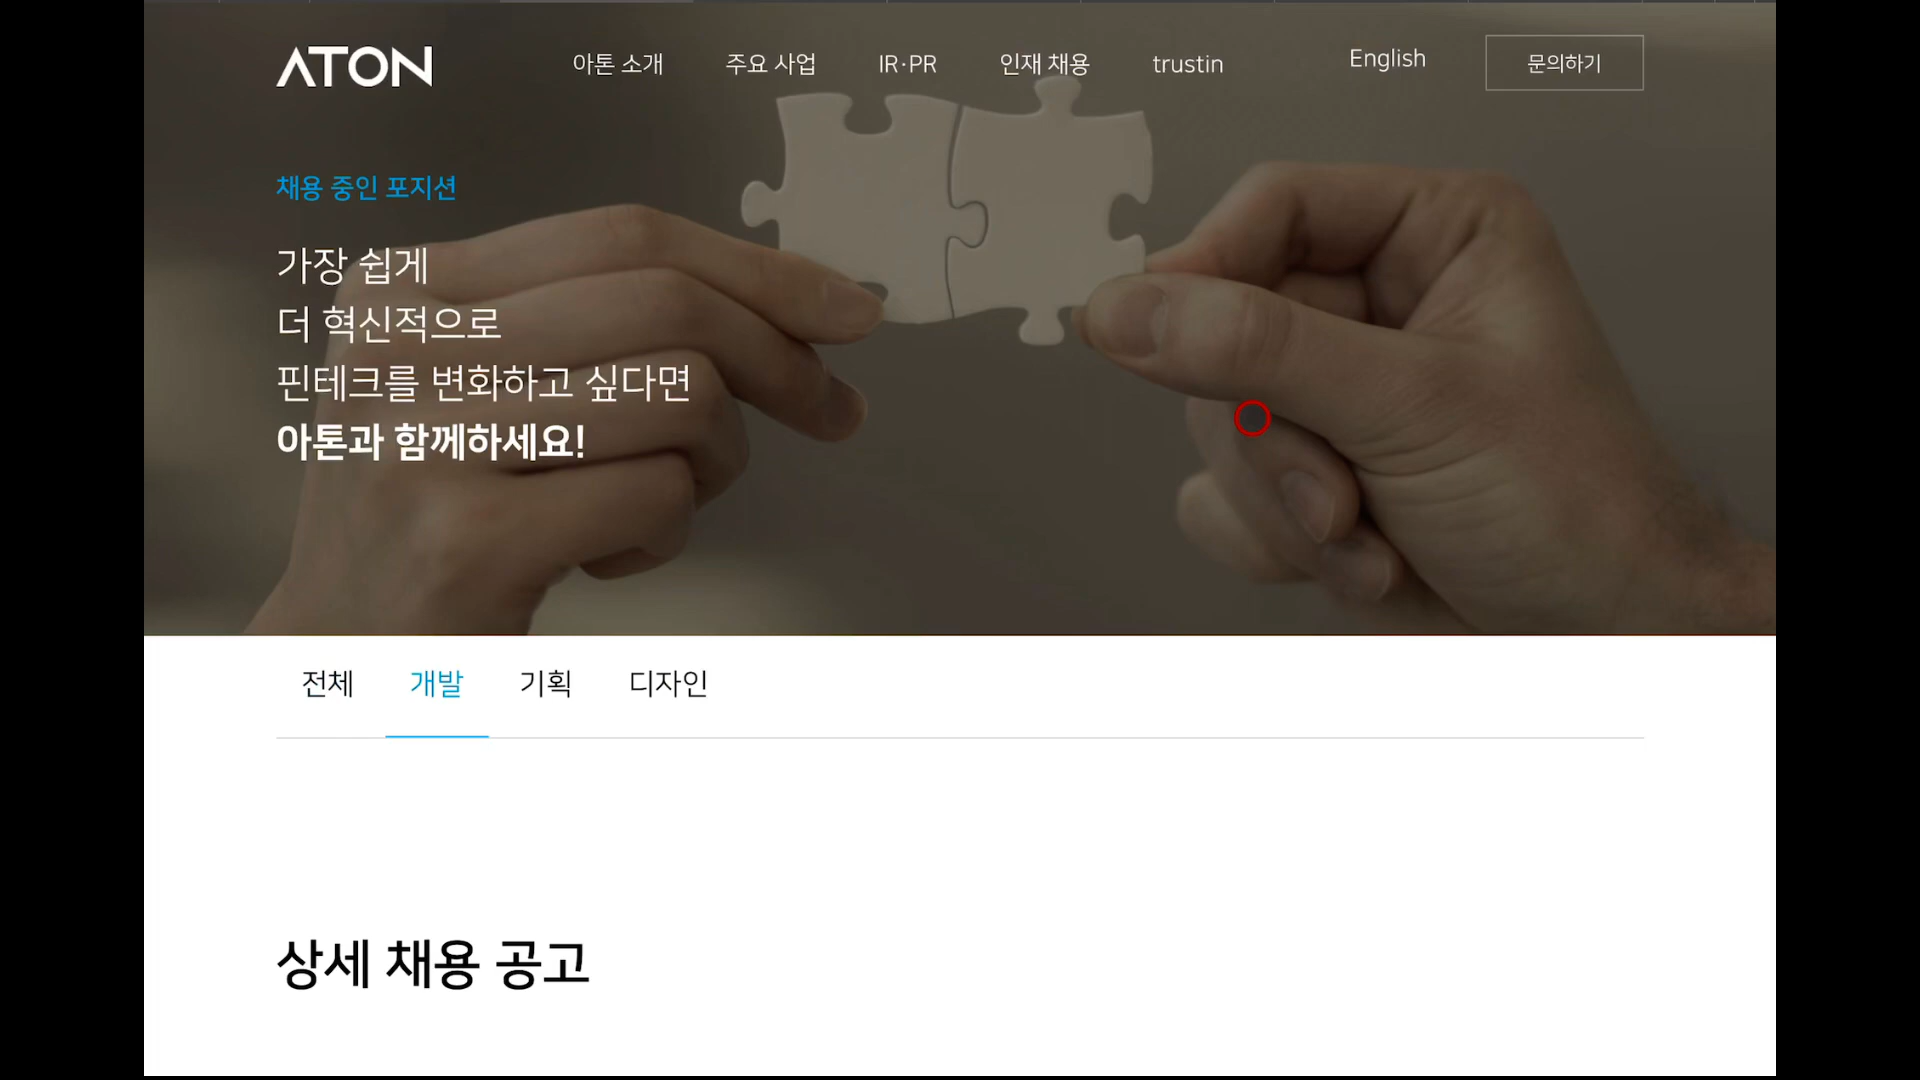 ATON
아톤 소개
주요 사업
IR·PR
인재 채용
trustin
English
문의하기
채용 중인 포지션
가장 쉽게
더 혁신적으로
핀테크를 변화하고 싶다면
아톤과 함께하세요!
전체
개발
기획
디자인
상세 채용 공고